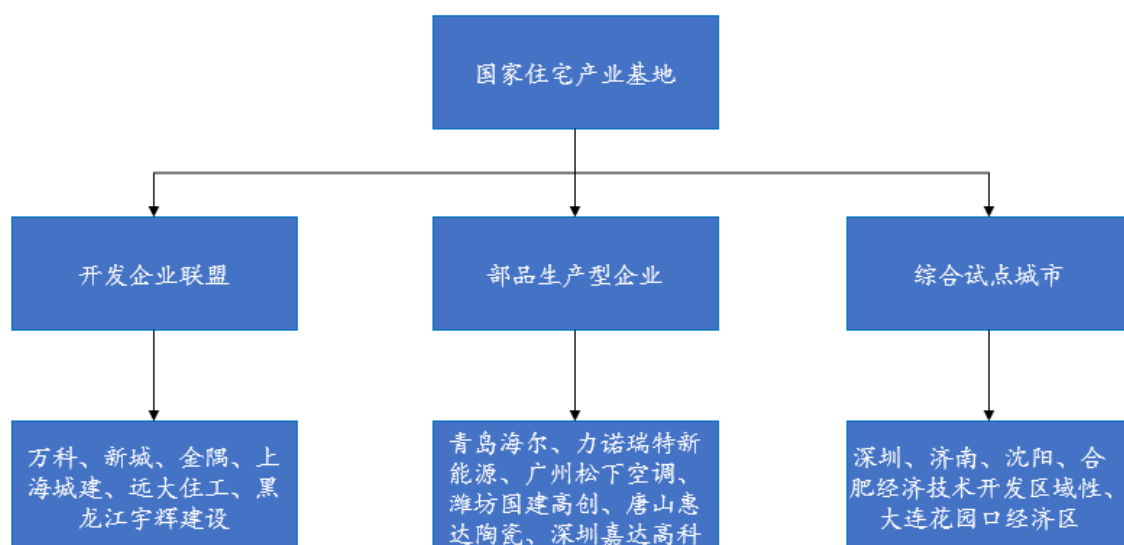 国家住宅产业基地
开发企业联盟
部品生产型企业
综合试点城市
万科、新城、金隅、上
海城建、远大住工、黑
龙江宇辉建设
青岛海尔、力诺瑞特新
能源、广州松下空调、
潍坊国建高创、唐山惠
达陶瓷、深圳嘉达高科
深圳、济南、沈阳、合
肥经济技术开发区域性、
大连花园口经济区